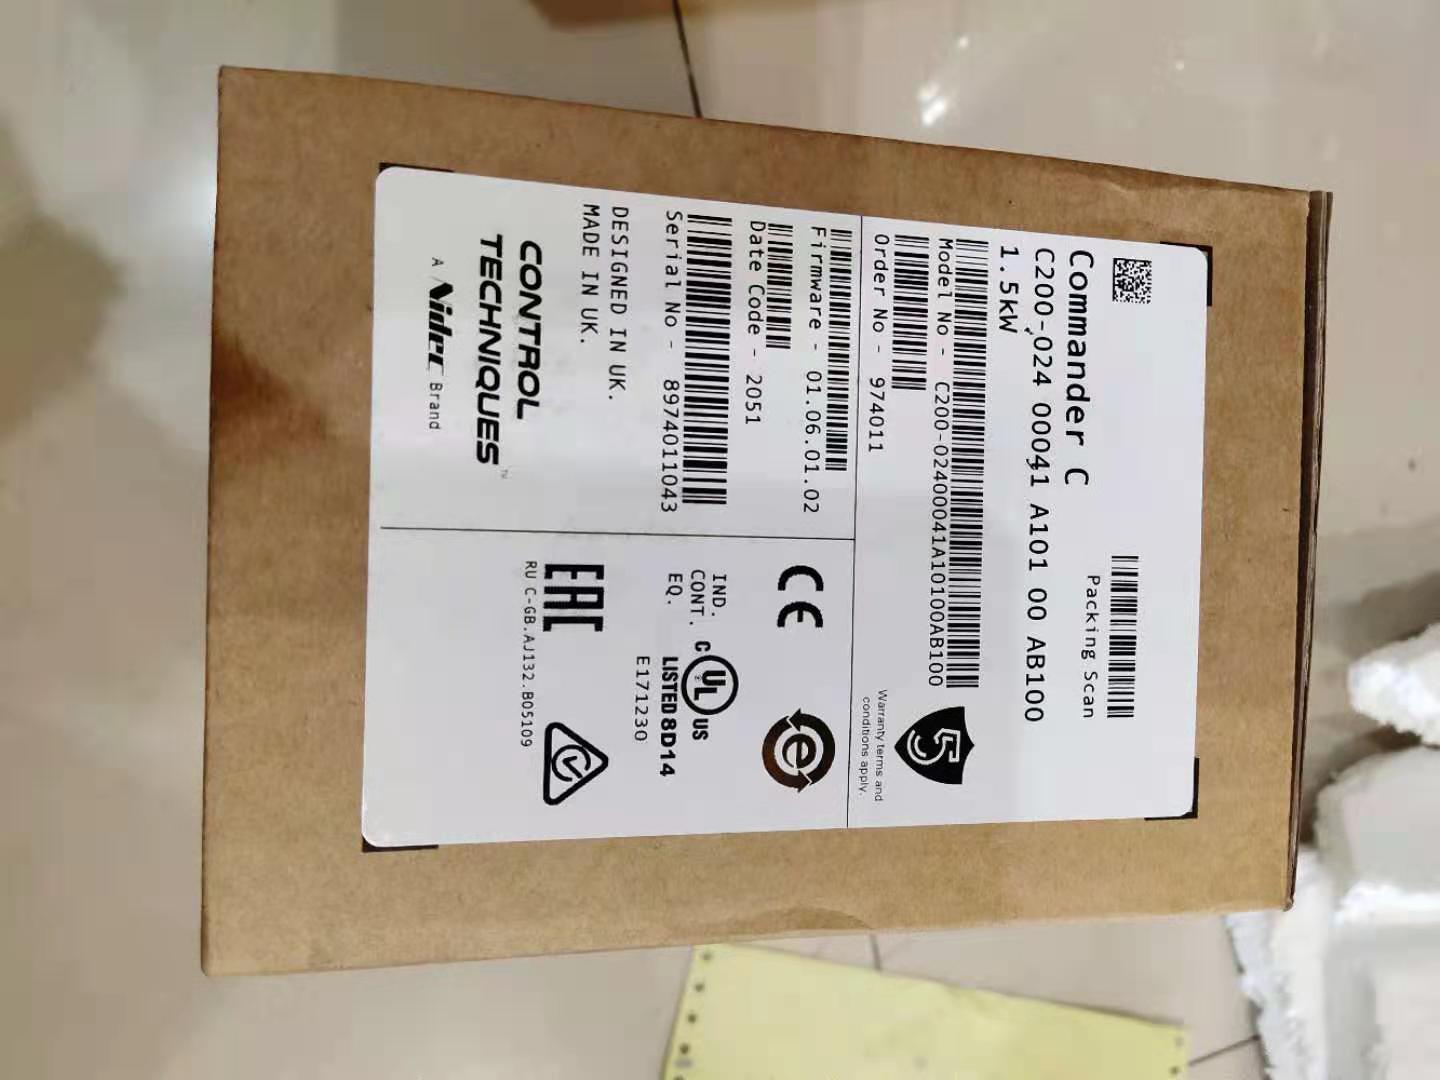 Commander C
C200-024 00041 A101 00 AB100
1.5kW
Packing Scan
Model No - C200-02400041A10100AB100
Order No - 974011
5
Warranty terms and
conditions apply.
Firmware - 01.06.01.02
Date Code - 2051
Serial No - 8974011043
DESIGNED IN UK.
MADE IN UK.
CONTROL
TECHNIQUES™
A Nidec Brand
CE
e
IND.
CONT.
EQ.
C UL US
LISTED 8D14
E171230
EAC
RU C-GB.AJ132.B05109